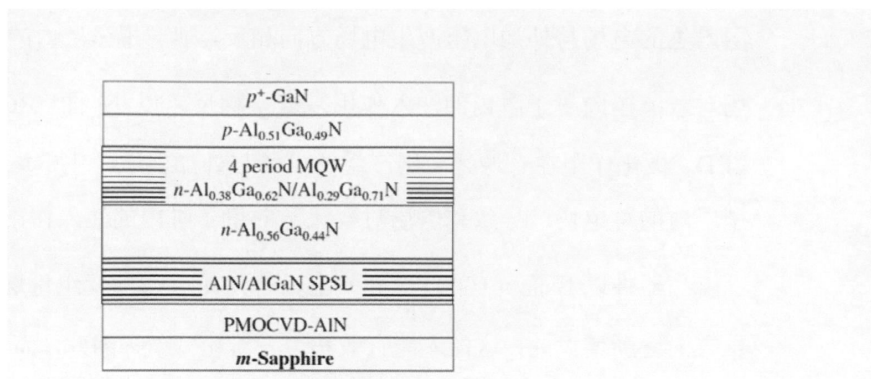 p⁺-GaN
p-Al₀.₅₁Ga₀.₄₉N
4 period MQW
n-Al₀.₃₈Ga₀.₆₂N/Al₀.₂₉Ga₀.₇₁N
n-Al₀.₅₆Ga₀.₄₄N
AlN/AlGaN SPSL
PMOCVD-AlN
m-Sapphire